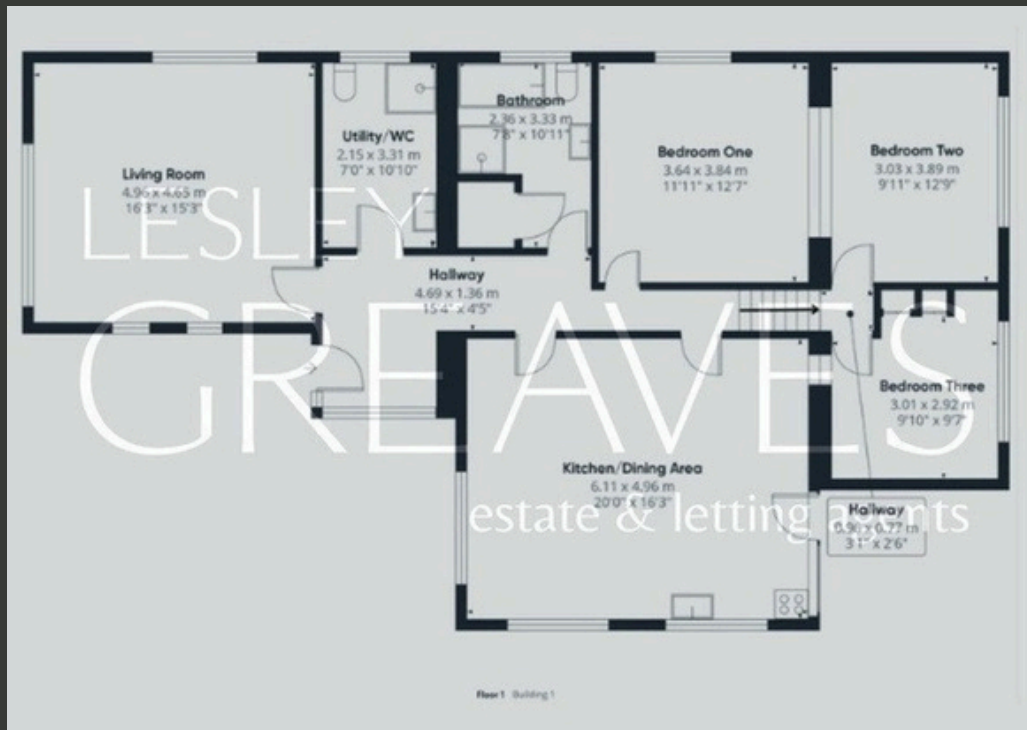 Bathroom
2.36 x 3.33 m
7'8" x 10'11"
Utility/WC
2.15 x 3.31 m
7'0" x 10'10"
Bedroom One
3.64 x 3.84 m
11'11" x 12'7"
Bedroom Two
3.03 x 3.89 m
9'11" x 12'9"
Living Room
4.96 x 4.65 m
16'3" x 15'3"
LESLEY
GREAVES
estate & letting agents
Hallway
4.69 x 1.36 m
15'4" x 4'5"
Bedroom Three
3.01 x 2.92 m
9'10" x 9'7"
Kitchen/Dining Area
6.11 x 4.96 m
20'0" x 16'3"
Hallway
0.96 x 0.77 m
3'1" x 2'6"
Floor 1 Building 1